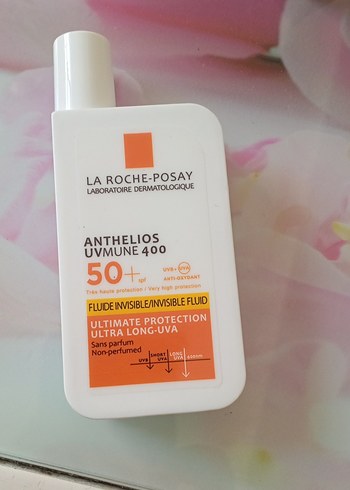 LA ROCHE-POSAY
LABORATOIRE DERMATOLOGIQUE
ANTHELIOS
UVMUNE 400
50+ spf
UVB+ UVA
ANTI-OXYDANT
Très haute protection / Very high protection
FLUIDE INVISIBLE/INVISIBLE FLUID
ULTIMATE PROTECTION
ULTRA LONG-UVA
Sans parfum
Non-perfumed
UVB
SHORT UVA
LONG UVA